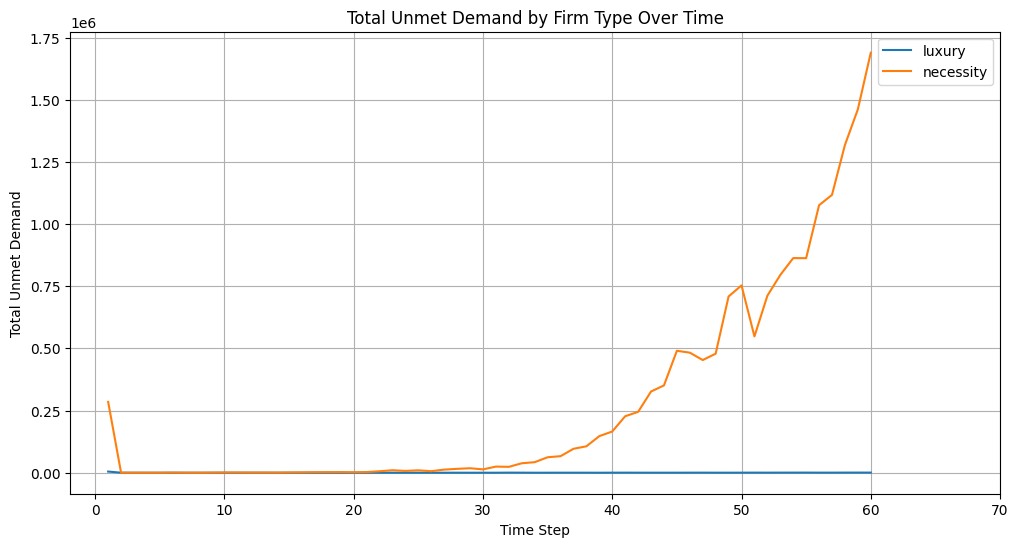 Total Unmet Demand by Firm Type Over Time
1e6
luxury
necessity
1.75
1.50
1.25
1.00
0.75
0.50
0.25
0.00
Total Unmet Demand
0 10 20 30 40 50 60 70
Time Step